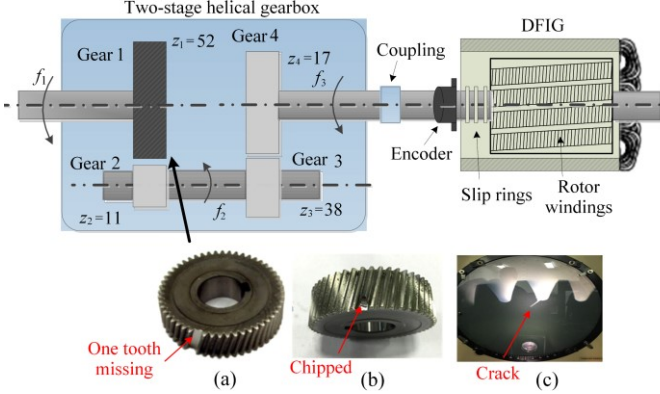 Two-stage helical gearbox
DFIG
Gear 1
z₁=52
Gear 4
z₄=17
Coupling
f₁
f₃
Encoder
Slip rings
Rotor
windings
Gear 2
Gear 3
f₂
z₂=11
z₃=38
One tooth
missing
(a)
Chipped
(b)
Crack
(c)